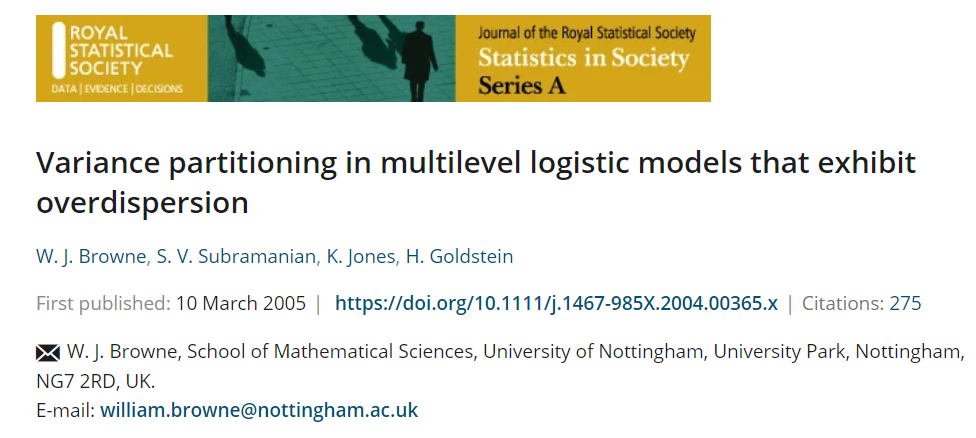 ROYAL
STATISTICAL
SOCIETY
DATA | EVIDENCE | DECISIONS
Journal of the Royal Statistical Society
Statistics in Society
Series A
Variance partitioning in multilevel logistic models that exhibit
overdispersion
W. J. Browne, S. V. Subramanian, K. Jones, H. Goldstein
First published: 10 March 2005 | https://doi.org/10.1111/j.1467-985X.2004.00365.x | Citations: 275
W. J. Browne, School of Mathematical Sciences, University of Nottingham, University Park, Nottingham,
NG7 2RD, UK.
E-mail: william.browne@nottingham.ac.uk